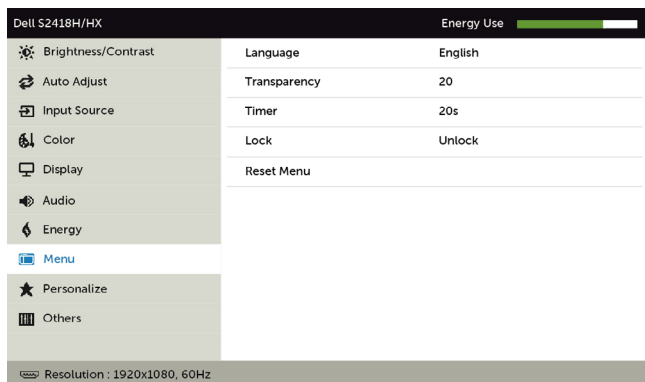 Dell S2418H/HX Energy Use
Brightness/Contrast Language English
Auto Adjust Transparency 20
Input Source Timer 20s
Color Lock Unlock
Display Reset Menu
Audio
Energy
Menu
Personalize
Others
Resolution : 1920x1080, 60Hz